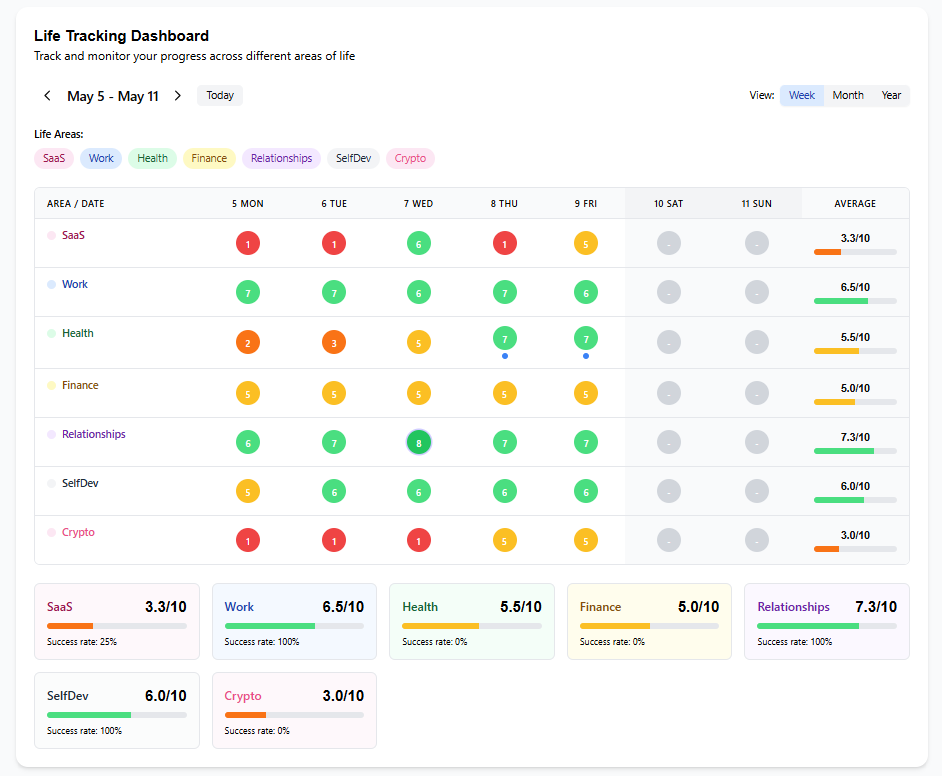 Life Tracking Dashboard
Track and monitor your progress across different areas of life
May 5 - May 11 Today View: Week Month Year
Life Areas:
SaaS Work Health Finance Relationships SelfDev Crypto
AREA / DATE 5 MON 6 TUE 7 WED 8 THU 9 FRI 10 SAT 11 SUN AVERAGE
SaaS 1 1 6 1 5 - - 3.3/10
Work 7 7 6 7 6 - - 6.5/10
Health 2 3 5 7 7 - - 5.5/10
Finance 5 5 5 5 5 - - 5.0/10
Relationships 6 7 8 7 7 - - 7.3/10
SelfDev 5 6 6 6 6 - - 6.0/10
Crypto 1 1 1 5 5 - - 3.0/10
SaaS 3.3/10 Work 6.5/10 Health 5.5/10 Finance 5.0/10 Relationships 7.3/10
Success rate: 25% Success rate: 100% Success rate: 0% Success rate: 0% Success rate: 100%
SelfDev 6.0/10 Crypto 3.0/10
Success rate: 100% Success rate: 0%